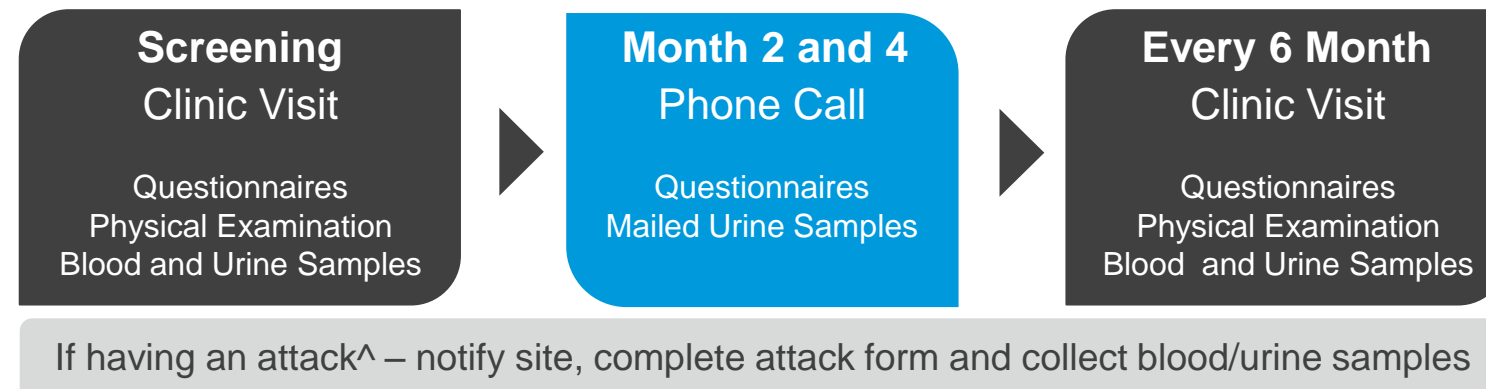 Screening
Clinic Visit
Questionnaires
Physical Examination
Blood and Urine Samples
Month 2 and 4
Phone Call
Questionnaires
Mailed Urine Samples
Every 6 Month
Clinic Visit
Questionnaires
Physical Examination
Blood and Urine Samples
If having an attack^ – notify site, complete attack form and collect blood/urine samples